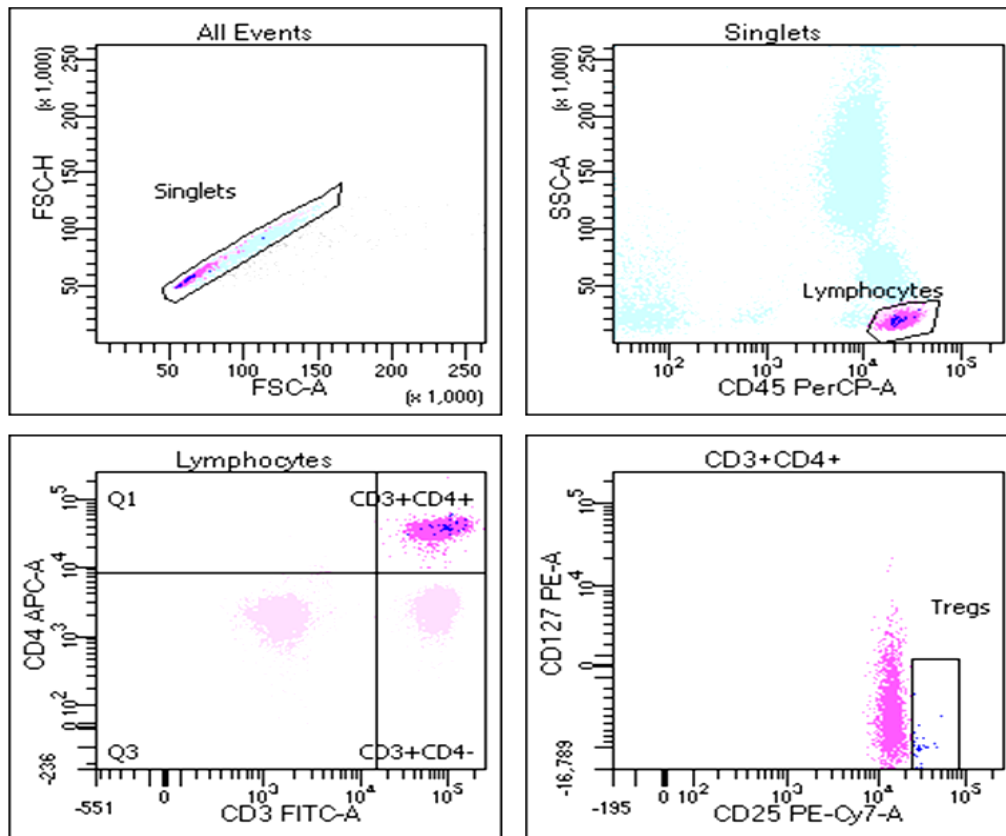 All Events
(x 1,000)
250
200
150
100
50
FSC-H
Singlets
50 100 150 200 250
FSC-A
(x 1,000)
Singlets
(x 1,000)
250
200
150
100
50
SSC-A
Lymphocytes
10² 10³ 10⁴ 10⁵
CD45 PerCP-A
Lymphocytes
Q1
CD3+CD4+
10⁵
10⁴
10³
10²
0
-236
CD4 APC-A
Q3
CD3+CD4-
-551 0 10³ 10⁴ 10⁵
CD3 FITC-A
CD3+CD4+
10⁵
10⁴
0
-16,789
CD127 PE-A
Tregs
-195 0 10² 10³ 10⁴ 10⁵
CD25 PE-Cy7-A